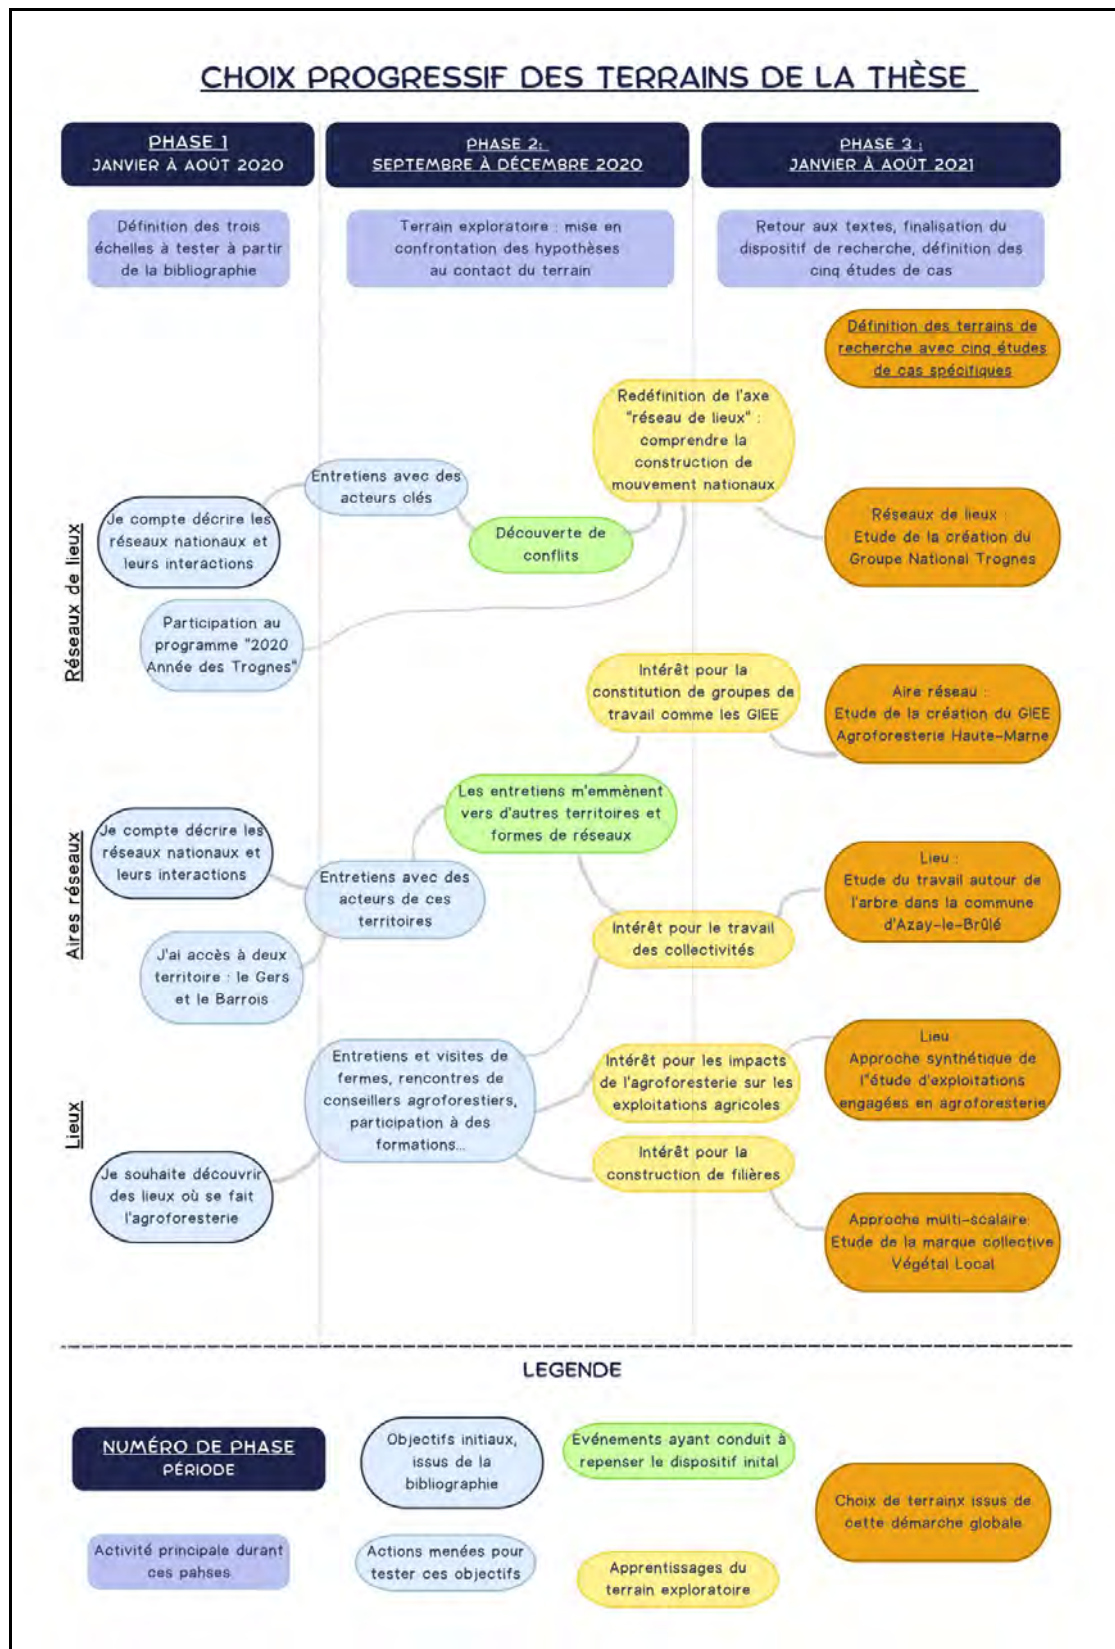 CHOIX PROGRESSIF DES TERRAINS DE LA THÈSE
PHASE 1
JANVIER À AOÛT 2020
PHASE 2:
SEPTEMBRE À DÉCEMBRE 2020
PHASE 3 :
JANVIER À AOÛT 2021
Définition des trois
échelles à tester à partir
de la bibliographie
Terrain exploratoire : mise en
confrontation des hypothèses
au contact du terrain
Retour aux textes, finalisation du
dispositif de recherche, définition des
cinq études de cas
Définition des terrains de
recherche avec cinq études
de cas spécifiques
Réseaux de lieux
Je compte décrire les
réseaux nationaux et
leurs interactions
Participation au
programme "2020
Année des Trognes"
Entretiens avec des
acteurs clés
Découverte de
conflits
Redéfinition de l'axe
"réseau de lieux" :
comprendre la
construction de
mouvement nationaux
Réseaux de lieux :
Etude de la création du
Groupe National Trognes
Aires réseaux
Je compte décrire les
réseaux nationaux et
leurs interactions
J'ai accès à deux
territoire : le Gers
et le Barrois
Entretiens avec des
acteurs de ces
territoires
Les entretiens m'emmènent
vers d'autres territoires et
formes de réseaux
Intérêt pour la
constitution de groupes de
travail comme les GIEE
Aire réseau :
Etude de la création du GIEE
Agroforesterie Haute-Marne
Intérêt pour le travail
des collectivités
Lieu :
Etude du travail autour de
l'arbre dans la commune
d'Azay-le-Brûlé
Lieux
Je souhaite découvrir
des lieux où se fait
l'agroforesterie
Entretiens et visites de
fermes, rencontres de
conseillers agroforestiers,
participation à des
formations...
Intérêt pour les impacts
de l'agroforesterie sur les
exploitations agricoles
Lieu
Approche synthétique de
l"étude d'exploitations
engagées en agroforesterie
Intérêt pour la
construction de filières
Approche multi-scalaire
Etude de la marque collective
Végétal Local
LEGENDE
NUMÉRO DE PHASE
PÉRIODE
Activité principale durant
ces pahses
Objectifs initiaux,
issus de la
bibliographie
Actions menées pour
tester ces objectifs
Evénements ayant conduit à
repenser le dispositif inital
Apprentissages du
terrain exploratoire
Choix de terrainx issus de
cette démarche globale